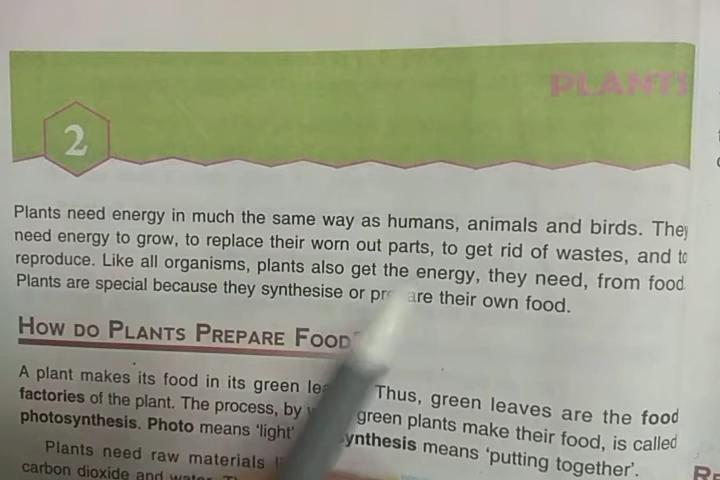 PLANTS
2
Plants need energy in much the same way as humans, animals and birds. They
need energy to grow, to replace their worn out parts, to get rid of wastes, and to
reproduce. Like all organisms, plants also get the energy, they need, from food.
Plants are special because they synthesise or prepare their own food.
HOW DO PLANTS PREPARE FOOD?
A plant makes its food in its green Thus, green leaves are the food
factories of the plant. The process, by green plants make their food, is called
photosynthesis. Photo means 'light' synthesis means 'putting together'.
Plants need raw materials
carbon dioxide and water.